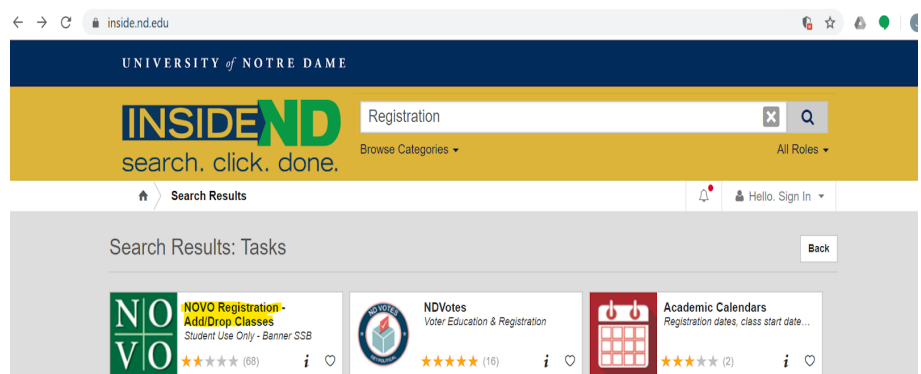 inside.nd.edu
UNIVERSITY of NOTRE DAME
INSIDEND
search. click. done.
Registration
Browse Categories
All Roles
Search Results
Hello. Sign In
Search Results: Tasks
Back
NO
VO
NOVO Registration -
Add/Drop Classes
Student Use Only - Banner SSB
(68)
i
NDVotes
Voter Education & Registration
(16)
i
Academic Calendars
Registration dates, class start date...
(2)
i